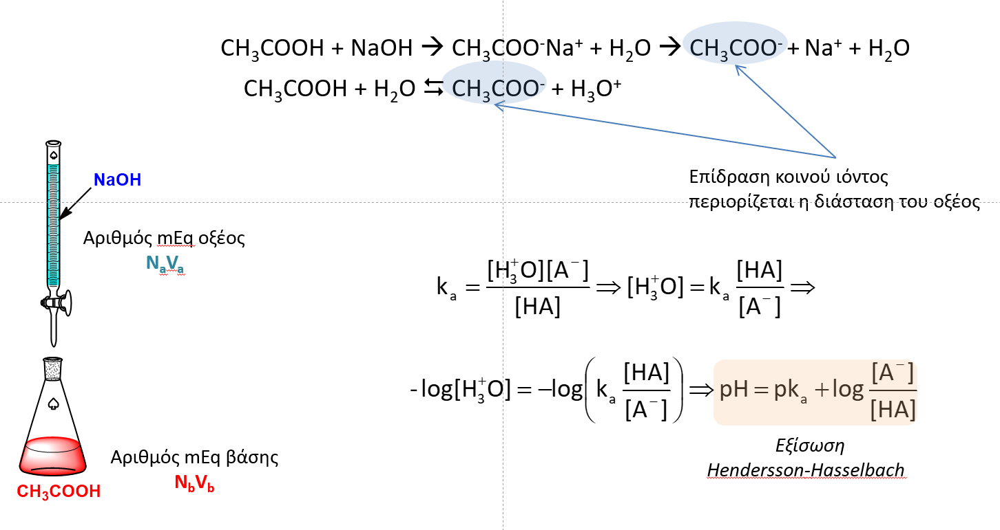 CH₃COOH + NaOH → CH₃COO⁻Na⁺ + H₂O → CH₃COO⁻ + Na⁺ + H₂O
CH₃COOH + H₂O ⇆ CH₃COO⁻ + H₃O⁺
Επίδραση κοινού ιόντος
περιορίζεται η διάσταση του οξέος
NaOH
Αριθμός mEq οξέος
NₐVₐ
kₐ = [H₃⁺O][A⁻] / [HA] ⇒ [H₃⁺O] = kₐ [HA] / [A⁻] ⇒
-log[H₃⁺O] = −log(kₐ [HA] / [A⁻]) ⇒ pH = pkₐ + log [A⁻] / [HA]
Εξίσωση
Hendersson-Hasselbach
Αριθμός mEq βάσης
N_bV_b
CH₃COOH